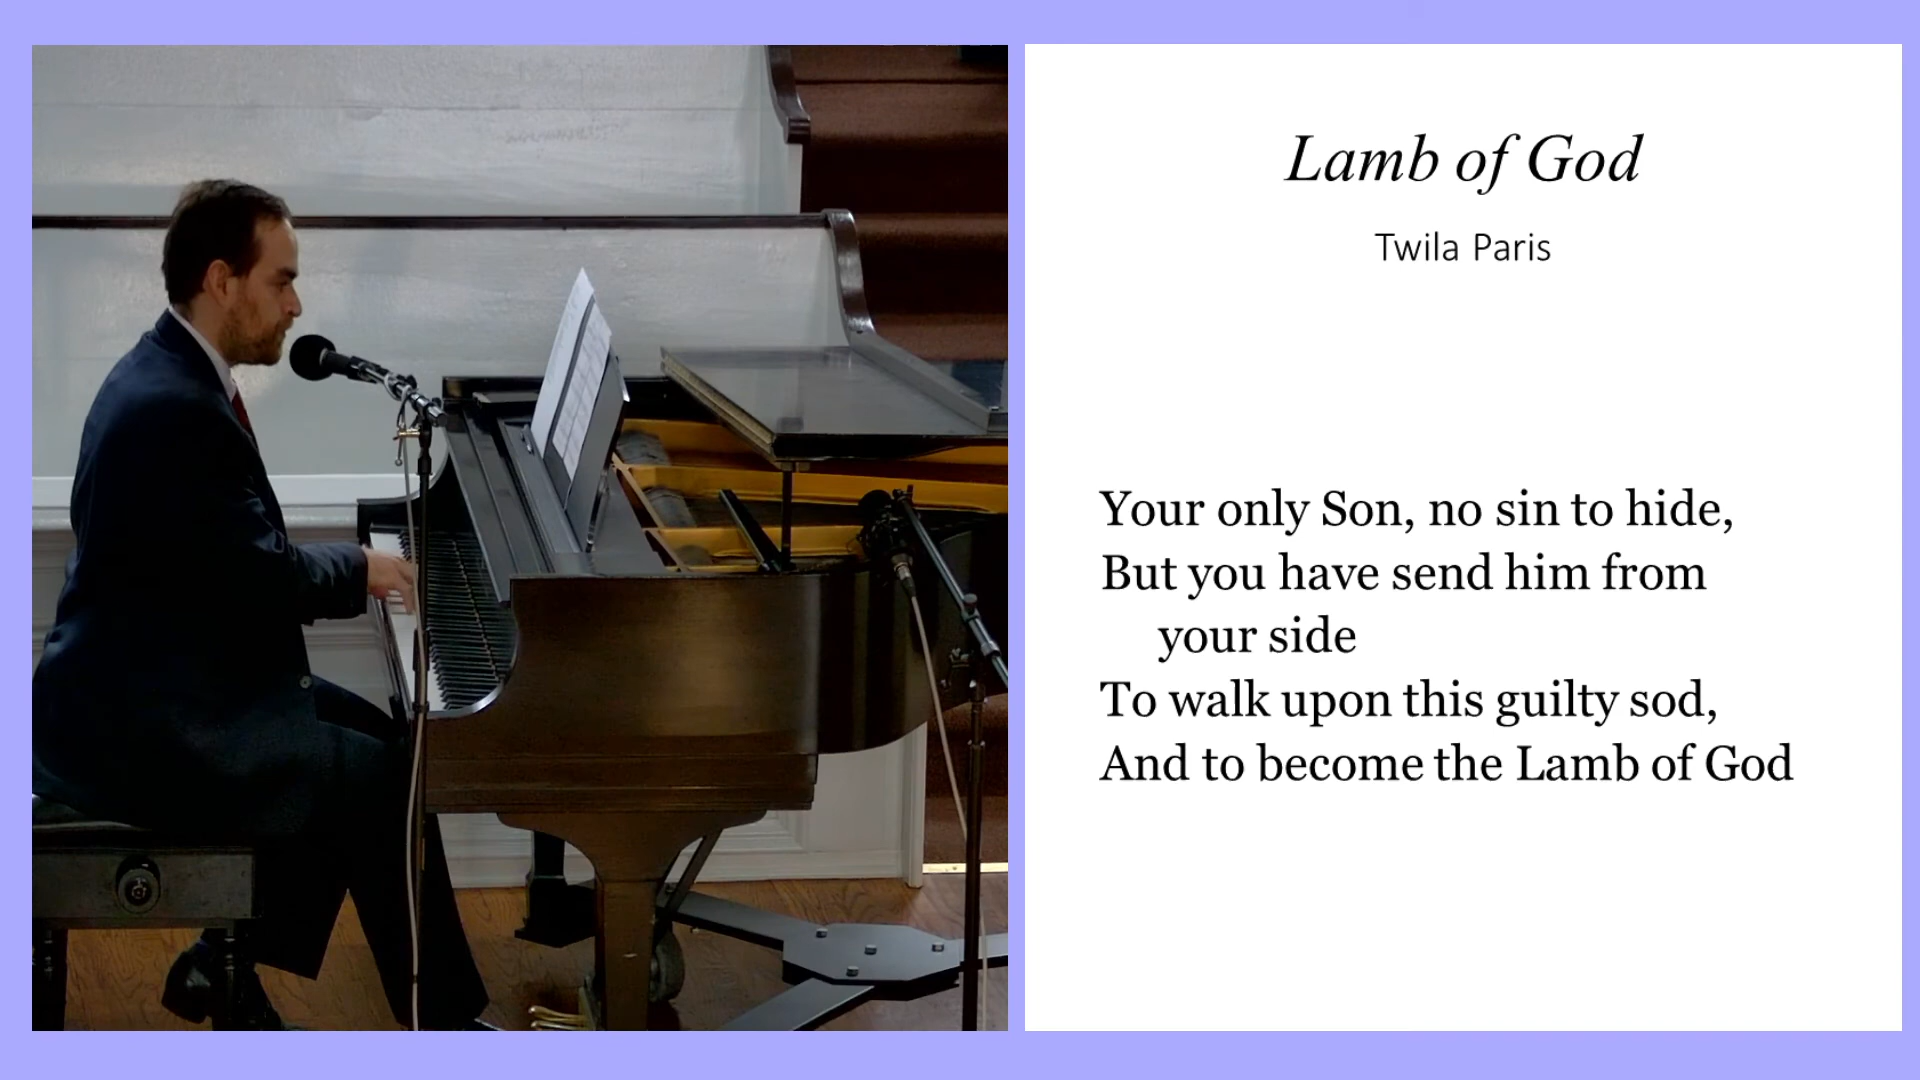 Lamb of God
Twila Paris
Your only Son, no sin to hide,
But you have send him from
your side
To walk upon this guilty sod,
And to become the Lamb of God